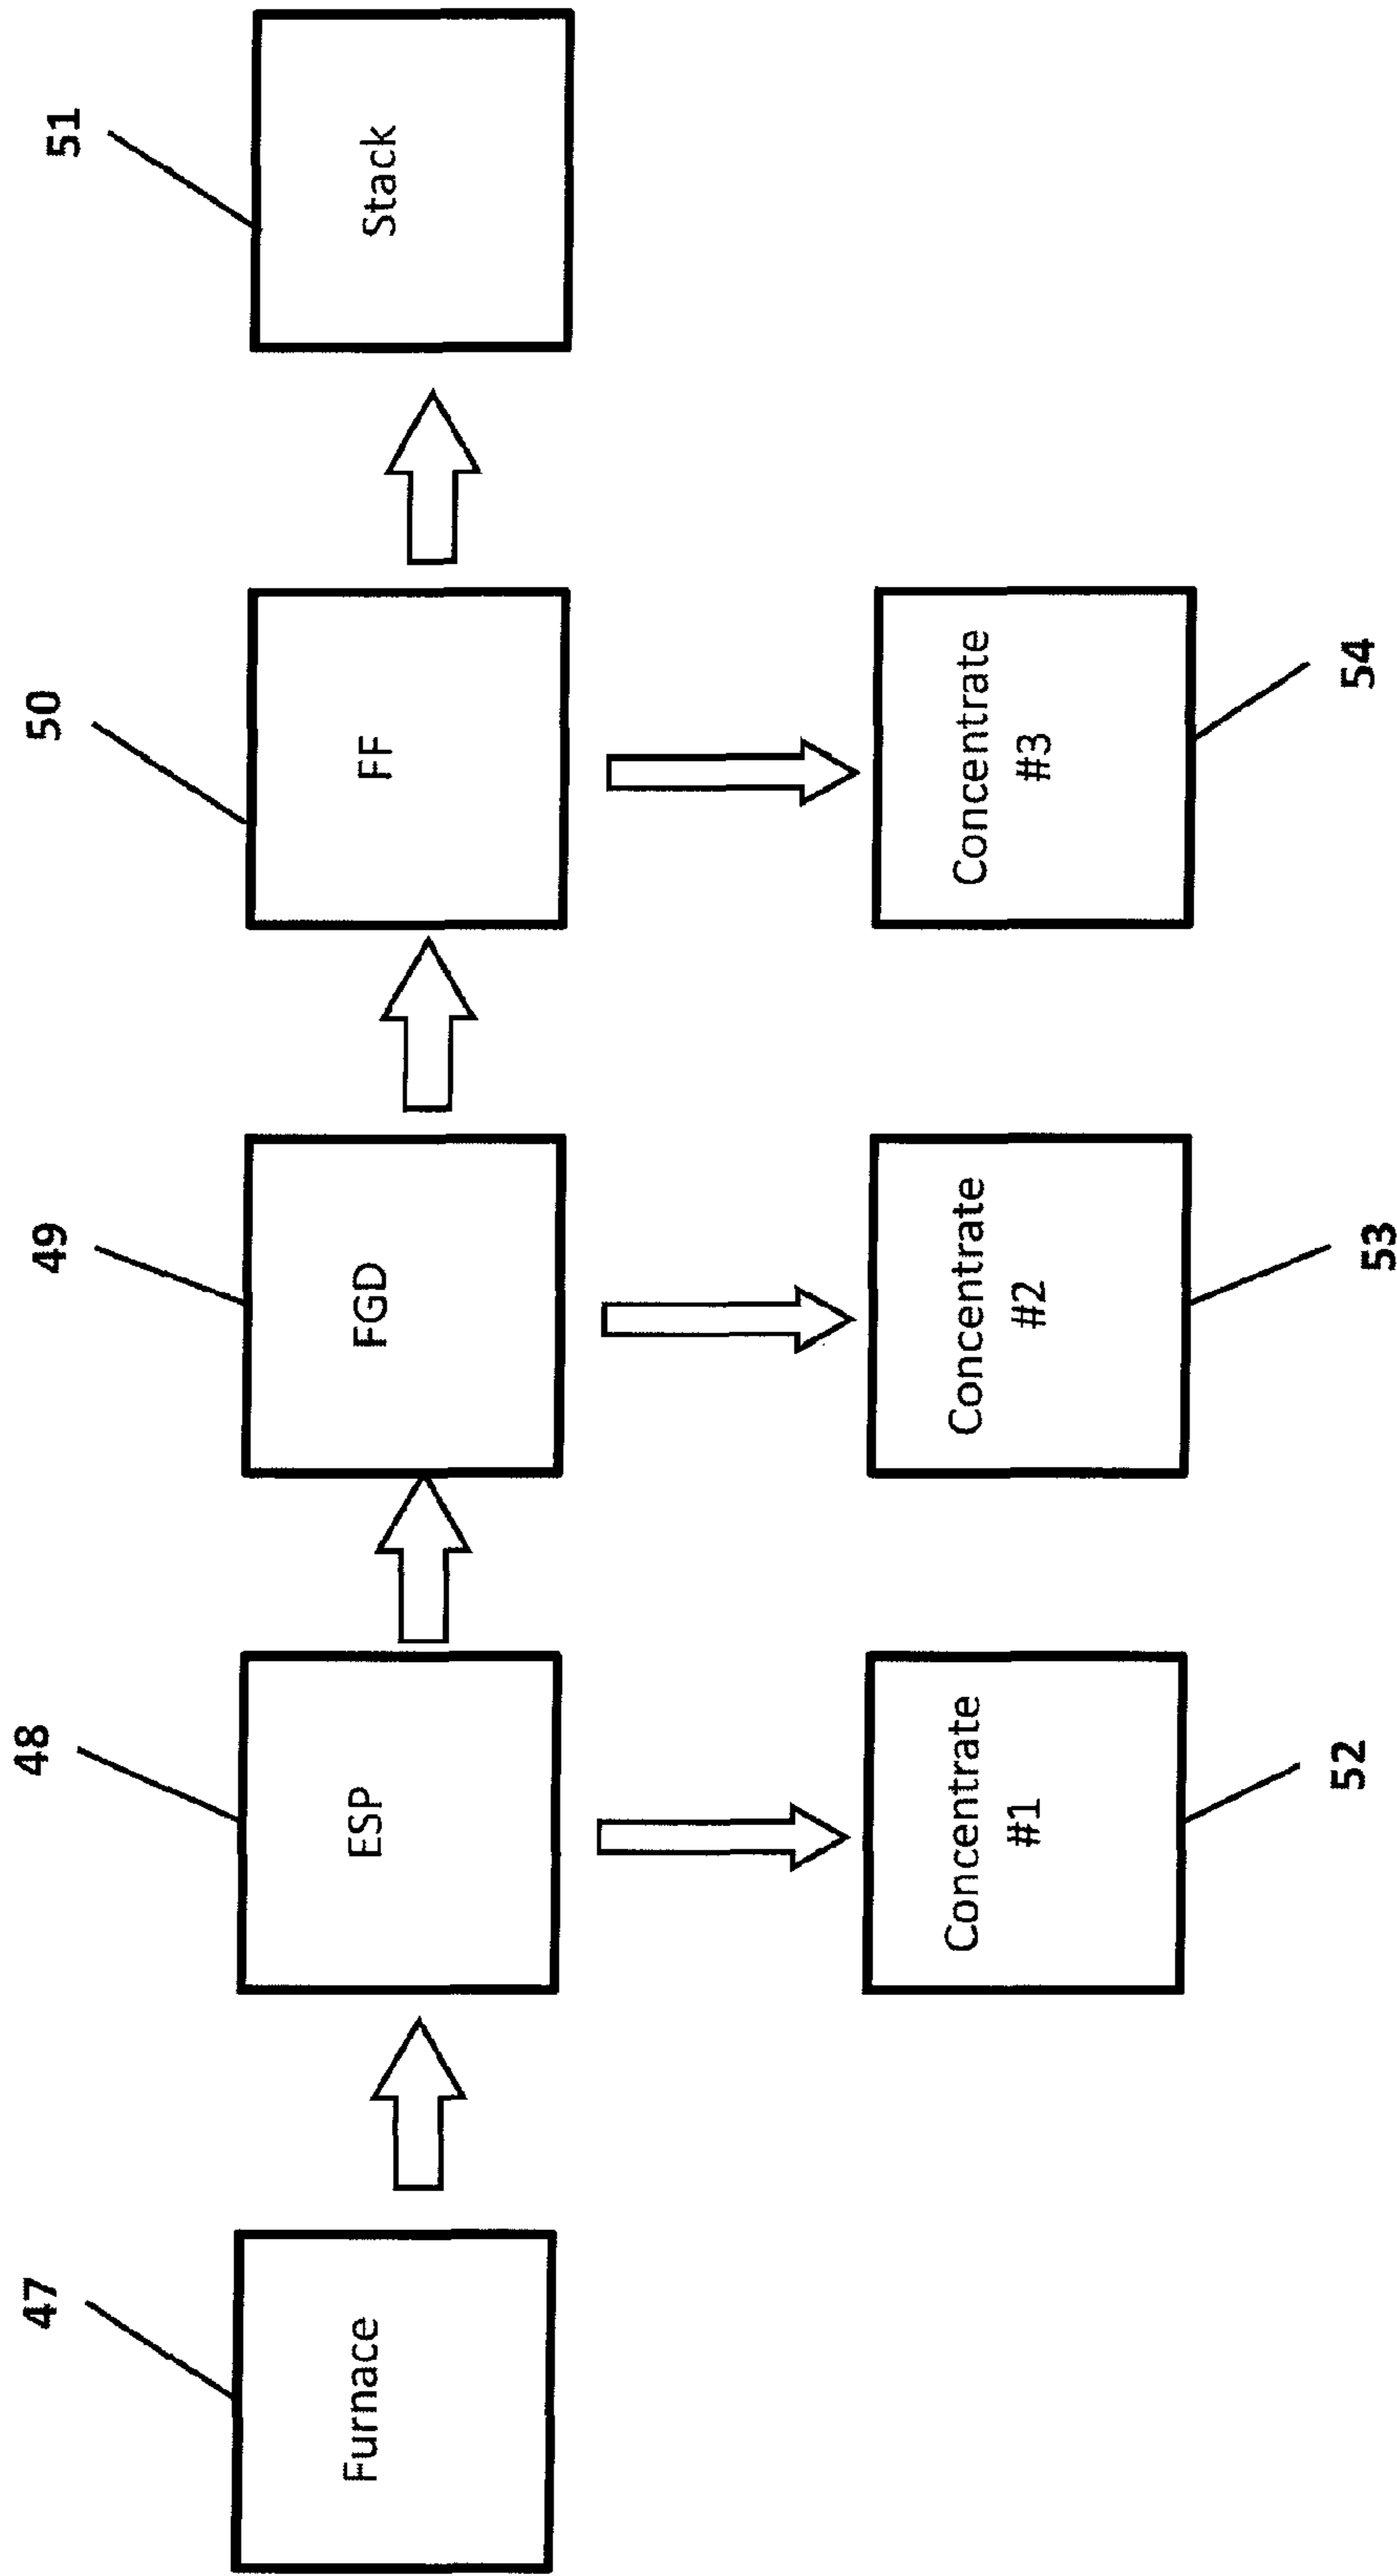 47
48
49
50
51
Furnace
ESP
FGD
FF
Stack
Concentrate
#1
Concentrate
#2
Concentrate
#3
52
53
54